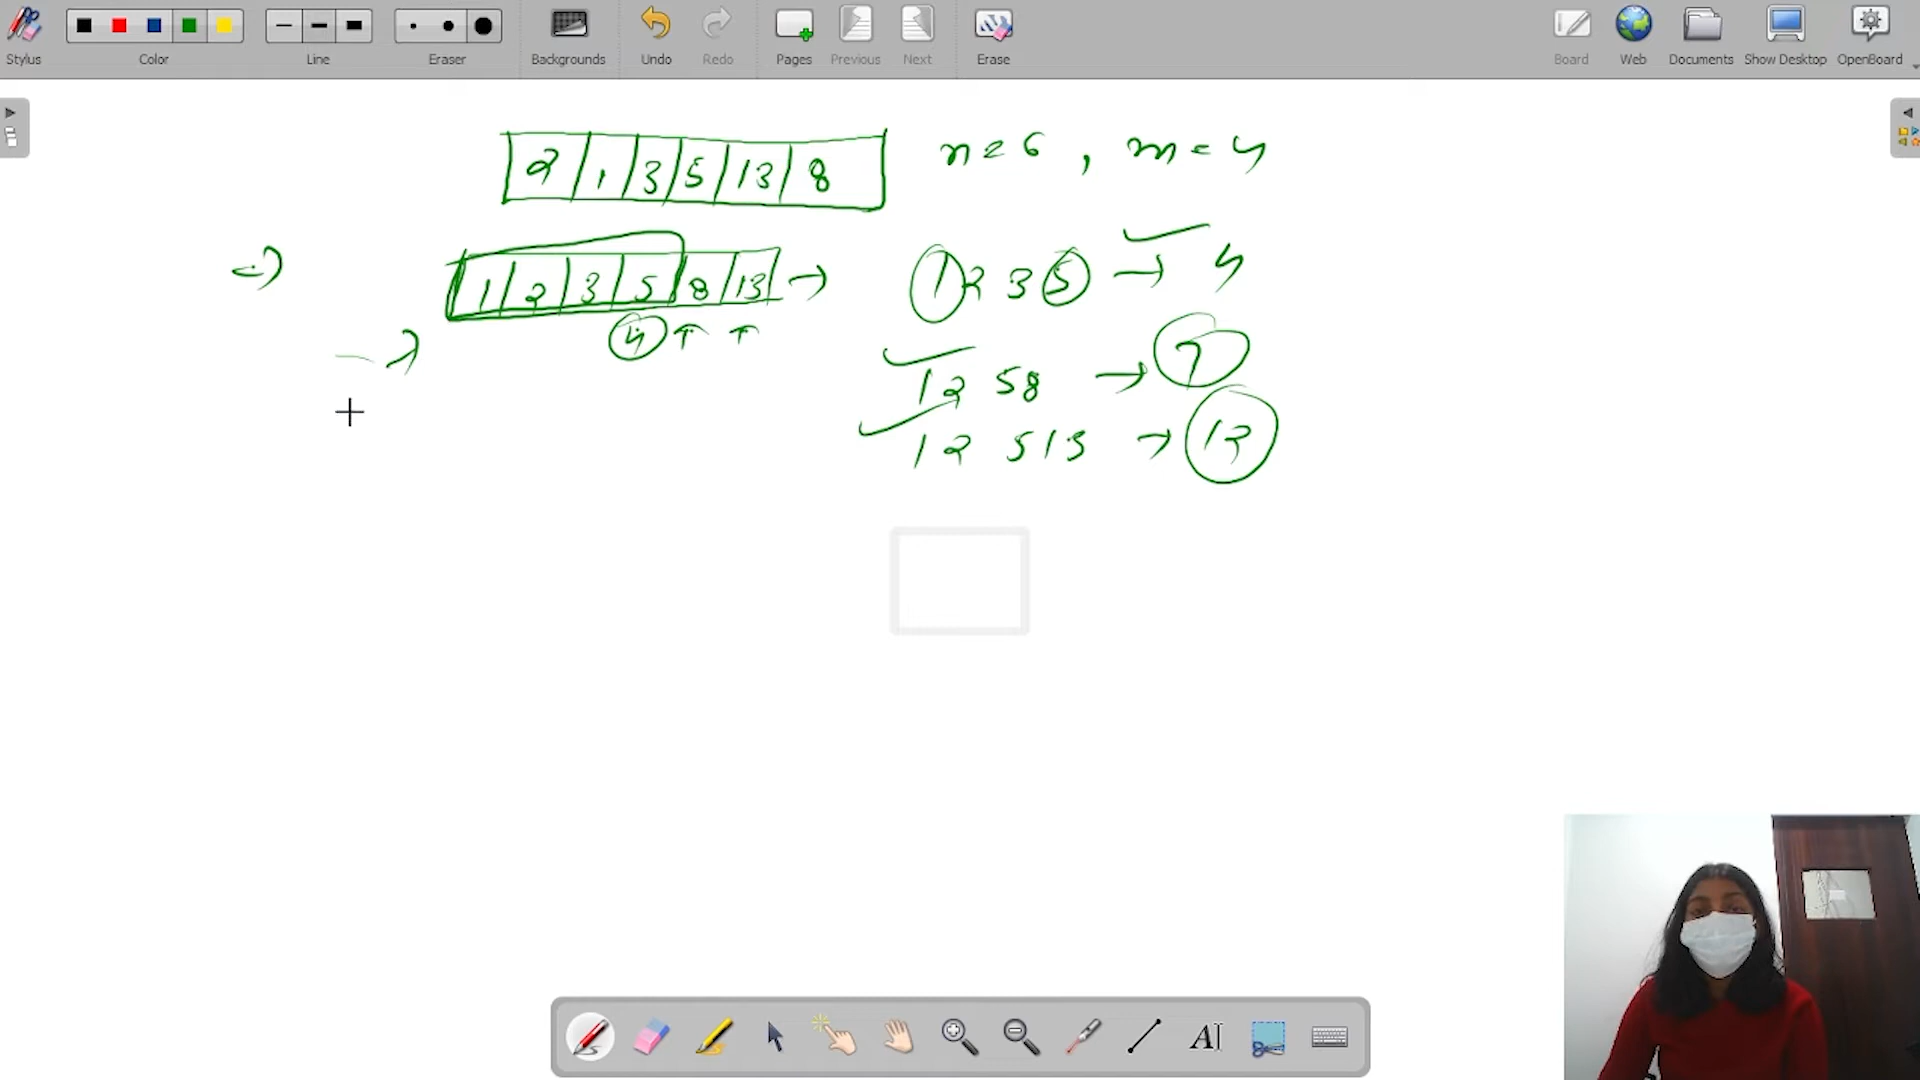 Stylus
Color
Line
Eraser
Backgrounds
Undo
Redo
Pages
Previous
Next
Erase
Board
Web
Documents
Show Desktop
OpenBoard
2 1 3 5 13 8 n = 6 , m = 4
=> 1 2 3 5 8 13 → 1 2 3 5 → 4
4 ↑ ↑
1 2 5 8 → 7
1 2 5 13 → 12
A